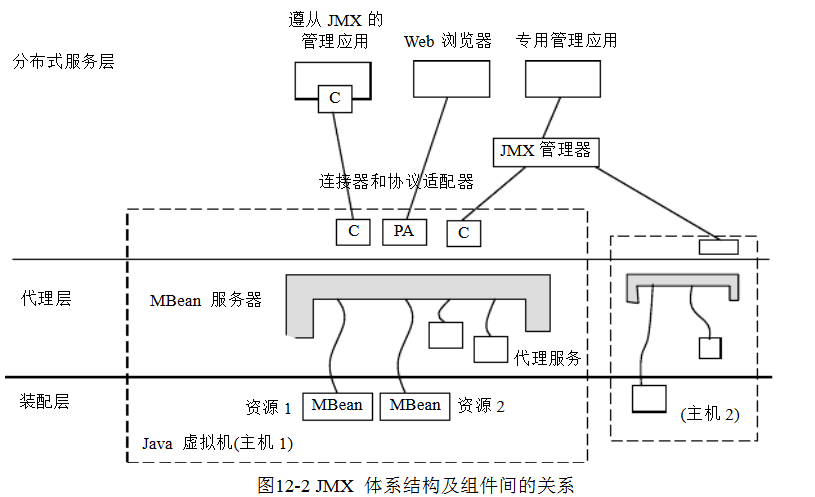 遵从 JMX 的
管理应用
Web 浏览器
专用管理应用
分布式服务层
C
JMX 管理器
连接器和协议适配器
C
PA
C
代理层
MBean 服务器
代理服务
装配层
资源 1
MBean
MBean
资源 2
(主机 2)
Java 虚拟机(主机 1)
图12-2 JMX 体系结构及组件间的关系